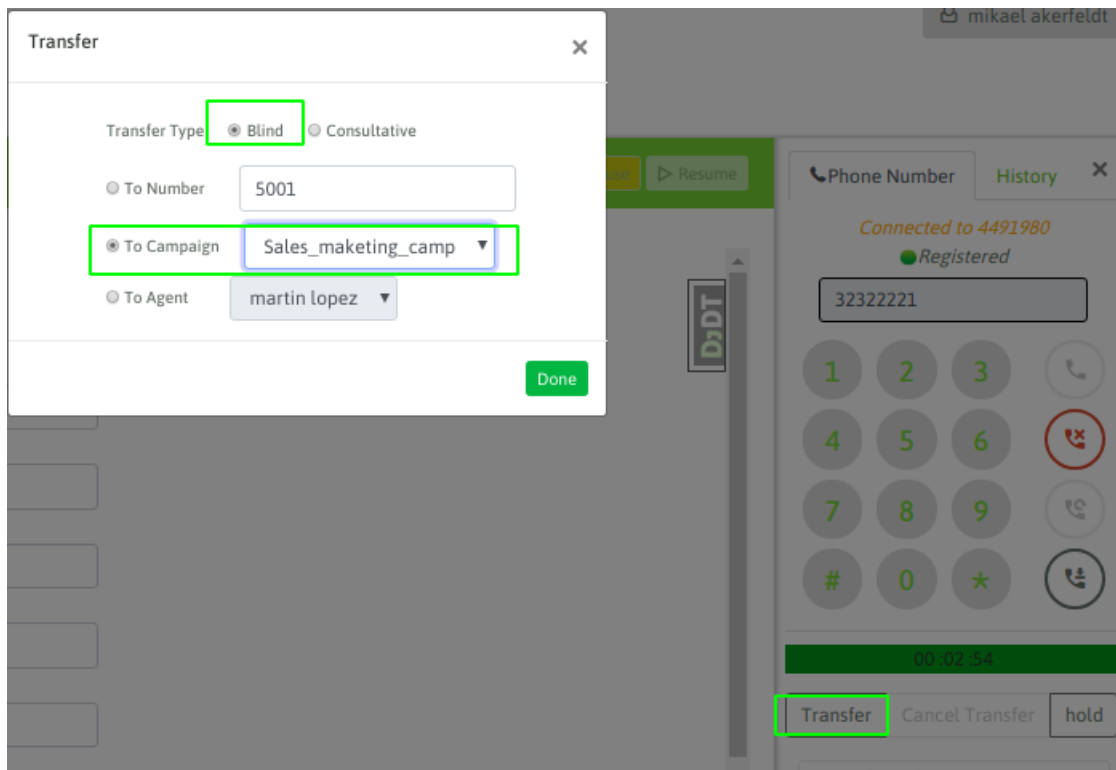 mikael akerfeldt
Transfer ×
Transfer Type Blind Consultative
To Number 5001
To Campaign Sales_maketing_camp
To Agent martin lopez
Done
Resume
Phone Number History ×
Connected to 4491980
Registered
32322221
DjDT
1 2 3
4 5 6
7 8 9
# 0 *
00 :02 :54
Transfer Cancel Transfer hold